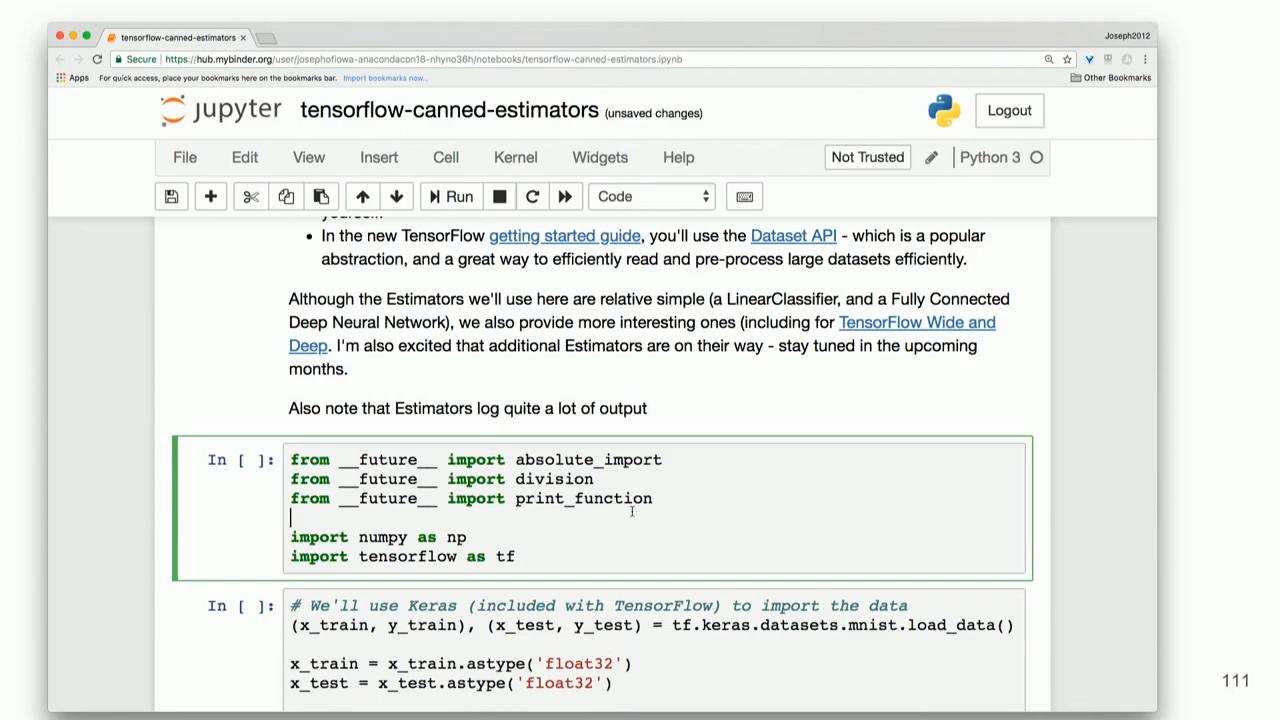 tensorflow-canned-estimators
Joseph2012
Secure https://hub.mybinder.org/user/josephofiowa-anacondacon18-nhyno36h/notebooks/tensorflow-canned-estimators.ipynb
Apps For quick access, place your bookmarks here on the bookmarks bar. Import bookmarks now... Other Bookmarks
jupyter tensorflow-canned-estimators (unsaved changes) Logout
File Edit View Insert Cell Kernel Widgets Help Not Trusted Python 3
Run Code
• In the new TensorFlow getting started guide, you'll use the Dataset API - which is a popular
abstraction, and a great way to efficiently read and pre-process large datasets efficiently.
Although the Estimators we'll use here are relative simple (a LinearClassifier, and a Fully Connected
Deep Neural Network), we also provide more interesting ones (including for TensorFlow Wide and
Deep. I'm also excited that additional Estimators are on their way - stay tuned in the upcoming
months.
Also note that Estimators log quite a lot of output
In [ ]: from __future__ import absolute_import
from __future__ import division
from __future__ import print_function
import numpy as np
import tensorflow as tf
In [ ]: # We'll use Keras (included with TensorFlow) to import the data
(x_train, y_train), (x_test, y_test) = tf.keras.datasets.mnist.load_data()
x_train = x_train.astype('float32')
x_test = x_test.astype('float32')
111